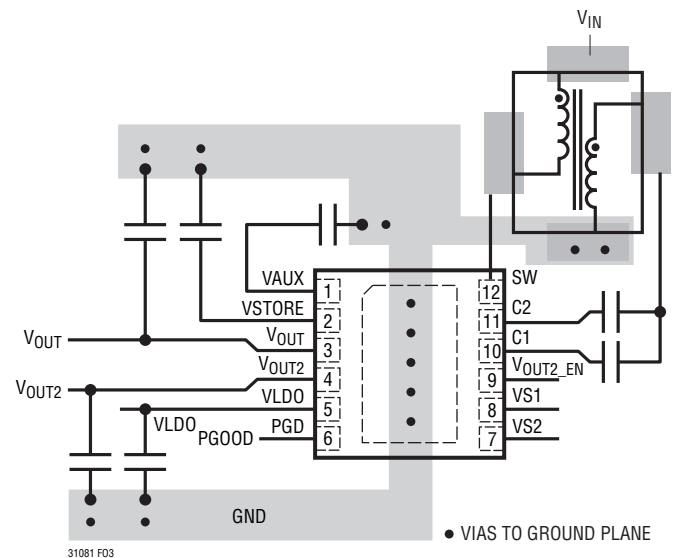 VIN
VAUX
1
SW
12
VSTORE
2
C2
11
VOUT
VOUT
3
C1
10
VOUT2
VOUT2
4
VOUT2_EN
9
VLDO
5
VS1
8
VLDO
PGOOD
PGD
6
VS2
7
GND
VIAS TO GROUND PLANE
31081 F03